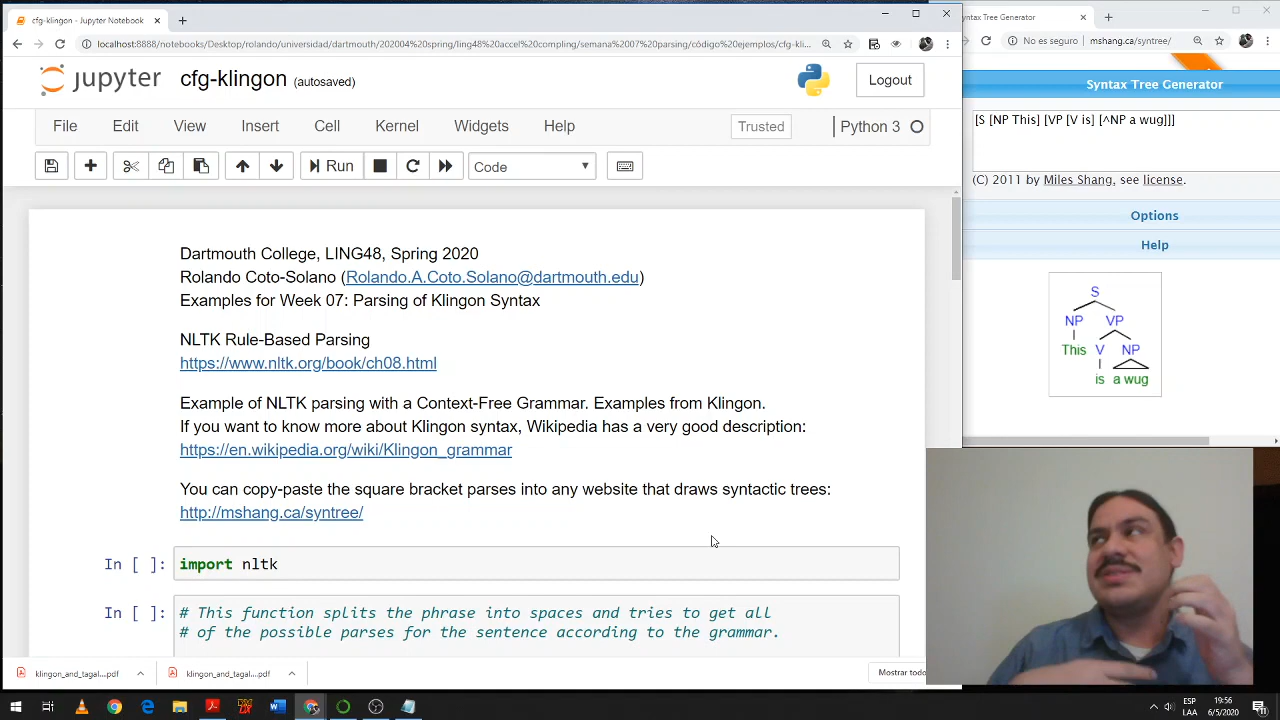 cfg-klingon - Jupyter Notebook
localhost:8888/notebooks/Desktop/rolando/universidad/dartmouth/202004%20spring/ling48%20accel%20compling/semana%2007%20parsing/código%20ejemplos/cfg-kli...
jupyter cfg-klingon (autosaved)
Logout
File Edit View Insert Cell Kernel Widgets Help
Trusted
Python 3
Run
Code
Dartmouth College, LING48, Spring 2020
Rolando Coto-Solano (Rolando.A.Coto.Solano@dartmouth.edu)
Examples for Week 07: Parsing of Klingon Syntax
NLTK Rule-Based Parsing
https://www.nltk.org/book/ch08.html
Example of NLTK parsing with a Context-Free Grammar. Examples from Klingon.
If you want to know more about Klingon syntax, Wikipedia has a very good description:
https://en.wikipedia.org/wiki/Klingon_grammar
You can copy-paste the square bracket parses into any website that draws syntactic trees:
http://mshang.ca/syntree/
In [ ]: import nltk
In [ ]: # This function splits the phrase into spaces and tries to get all
# of the possible parses for the sentence according to the grammar.
klingon_and_tagal....pdf
klingon_and_tagal....pdf
Mostrar todo
yntax Tree Generator
No es seguro
mshang.ca/syntree/
Syntax Tree Generator
[S [NP This] [VP [V is] [^NP a wug]]]
(C) 2011 by Miles Shang, see license.
Options
Help
S
NP VP
This V NP
is a wug
ESP
LAA
19:56
6/5/2020